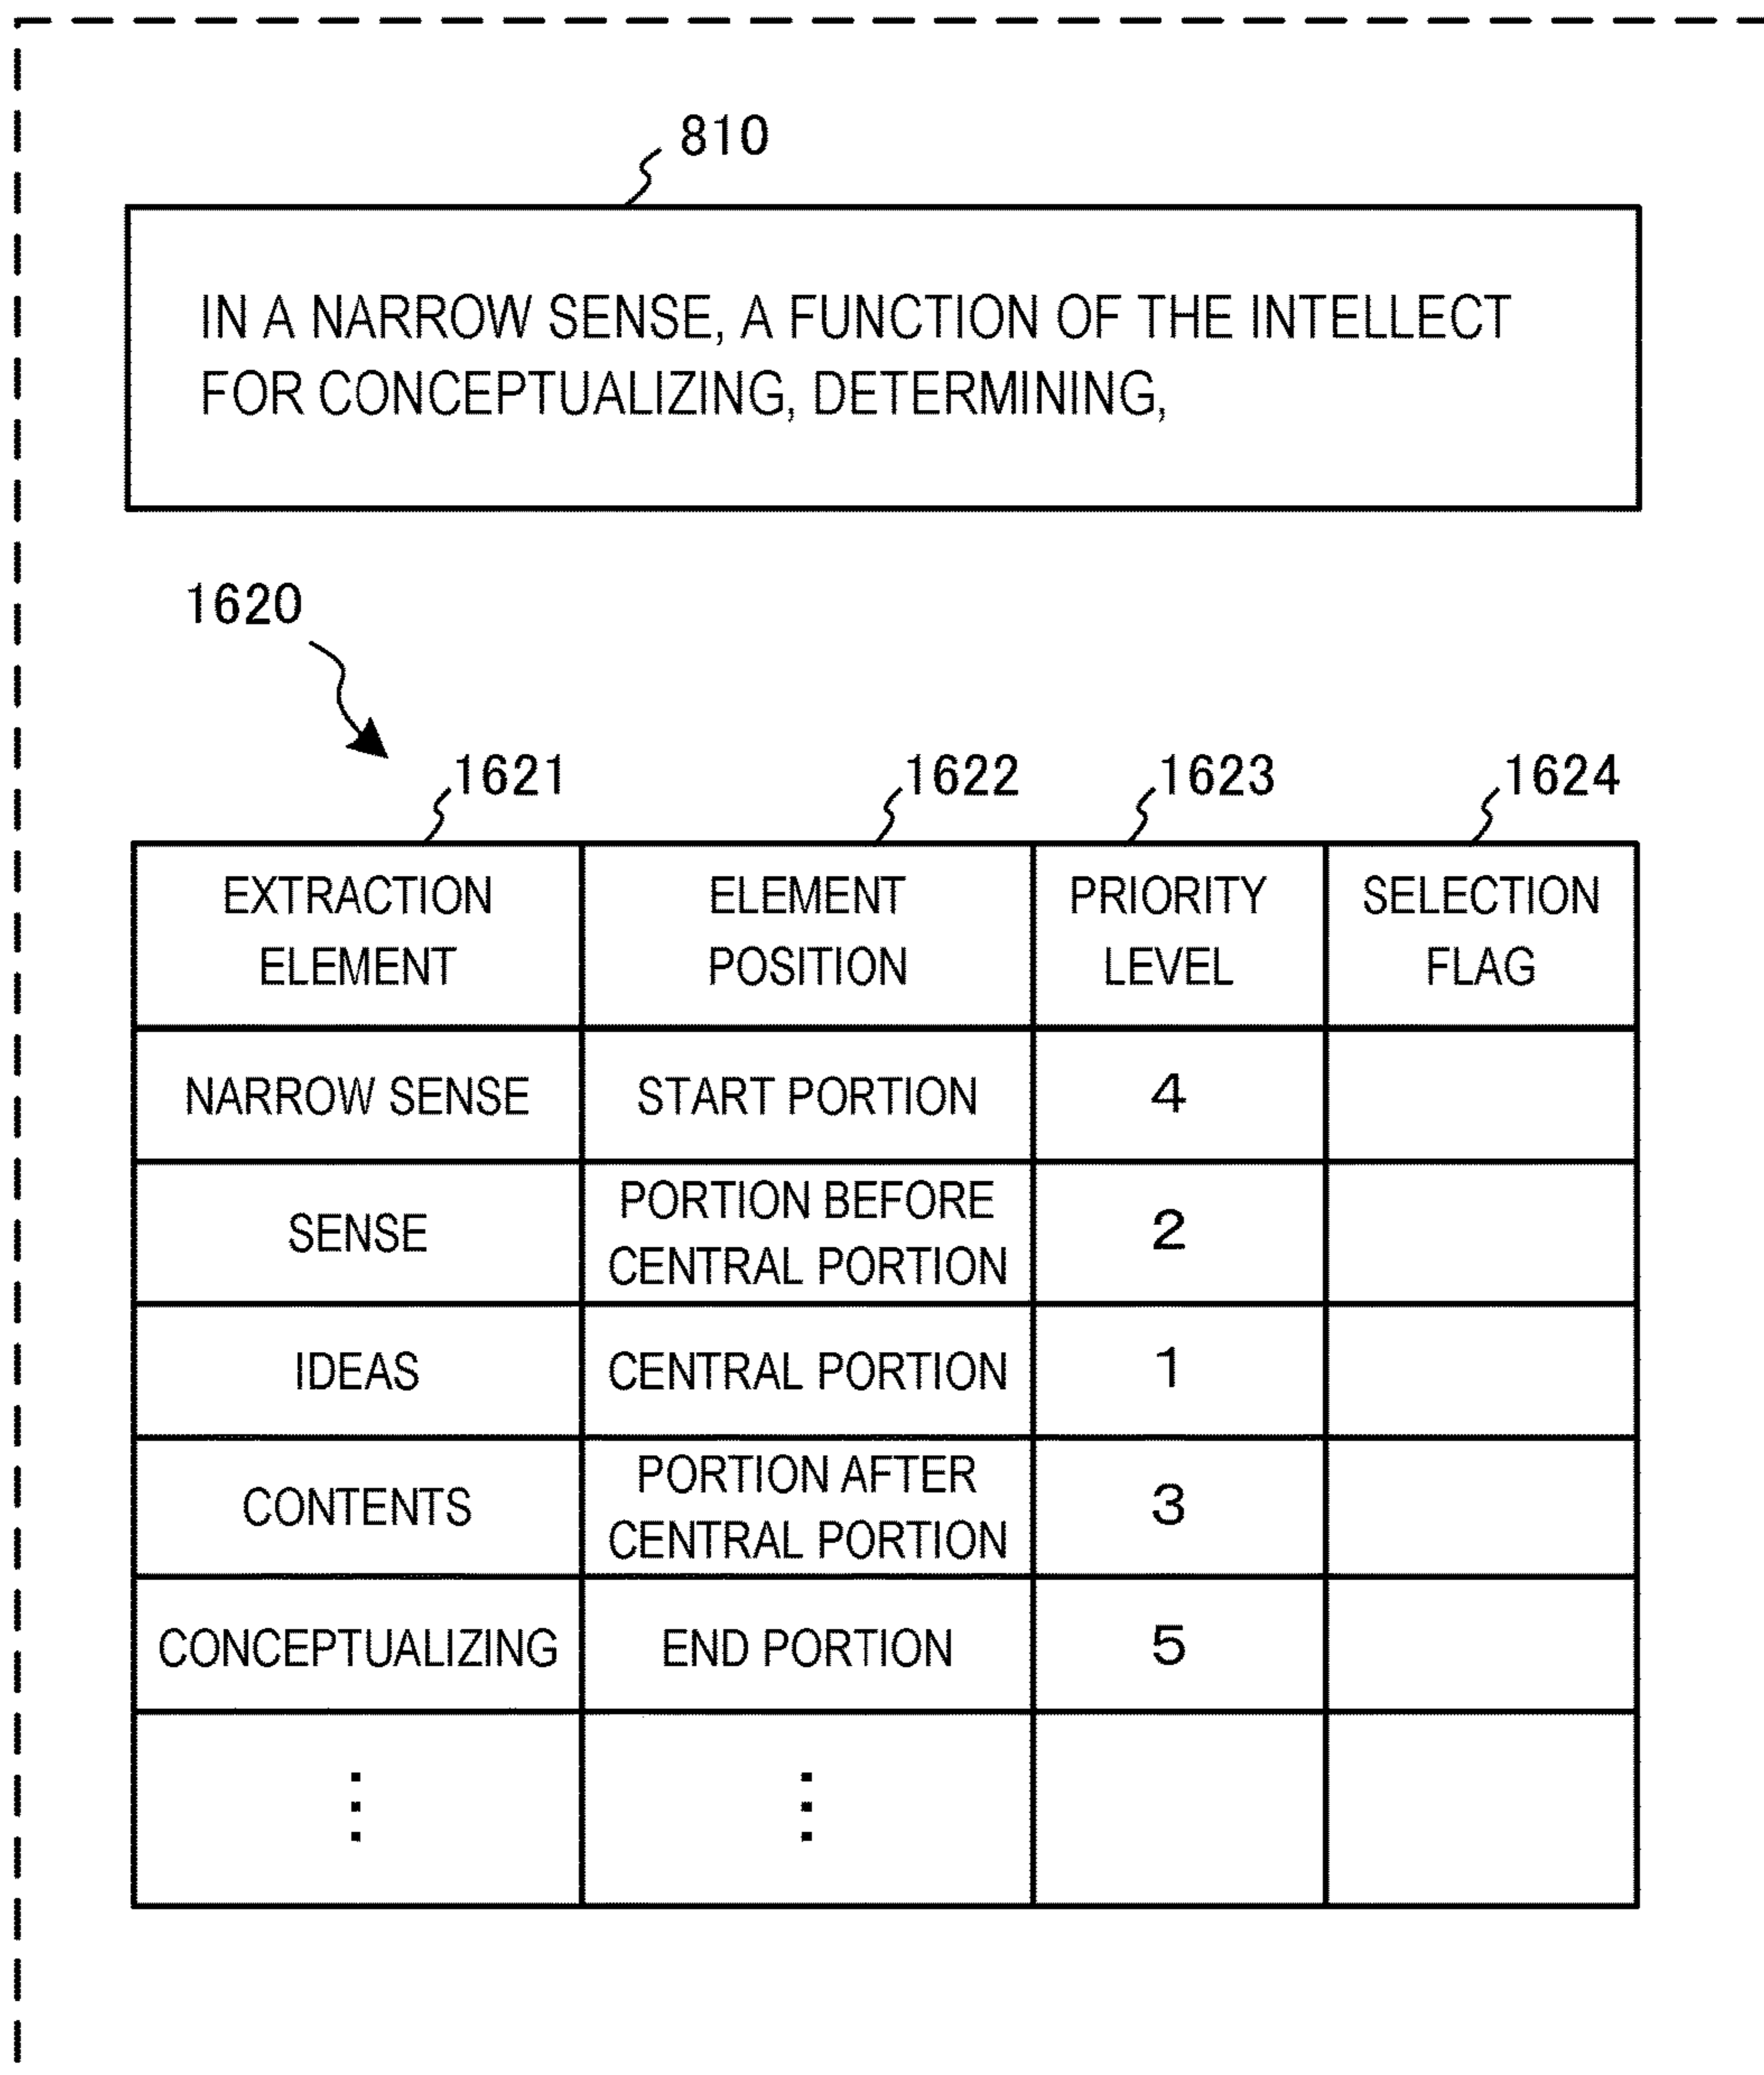 810
IN A NARROW SENSE, A FUNCTION OF THE INTELLECT
FOR CONCEPTUALIZING, DETERMINING,
1620
1621 1622 1623 1624
EXTRACTION ELEMENT POSITION PRIORITY SELECTION
ELEMENT POSITION LEVEL FLAG
NARROW SENSE START PORTION 4
SENSE PORTION BEFORE CENTRAL PORTION 2
IDEAS CENTRAL PORTION 1
CONTENTS PORTION AFTER CENTRAL PORTION 3
CONCEPTUALIZING END PORTION 5